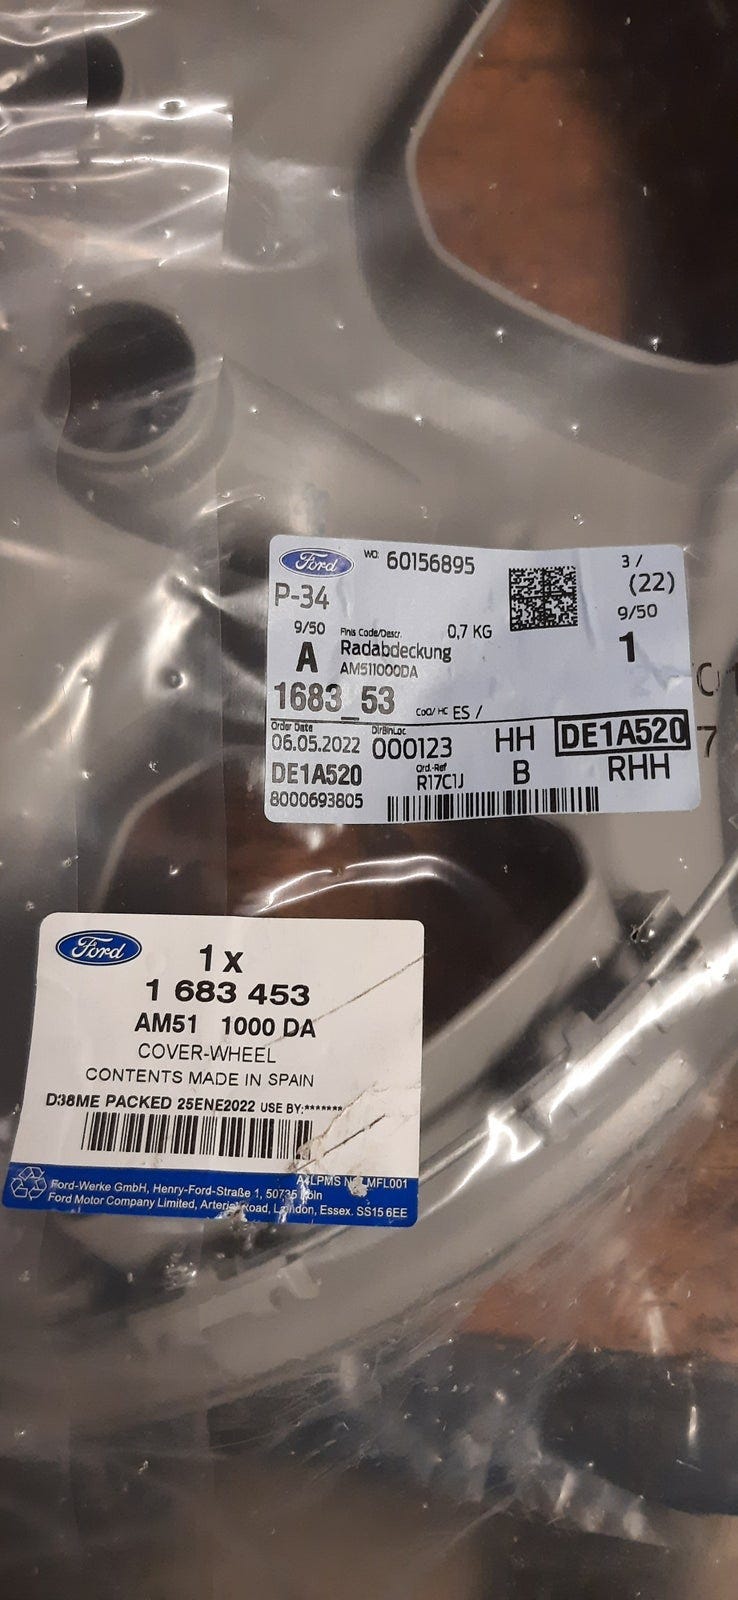 Ford
WO: 60156895
3 /
P-34
(22)
9/50
9/50 Finis Code/Descr. 0,7 KG
A Radabdeckung 1
AM511000DA
1683_53 CoO/ HC ES /
Order Date DlrBinLoc
06.05.2022 000123 HH DE1A520
DE1A520 Ord.-Ref B RHH
R17C1J
8000693805
Ford
1 X
1 683 453
AM51 1000 DA
COVER-WHEEL
CONTENTS MADE IN SPAIN
D38ME PACKED 25ENE2022 USE BY:*******
MFL001
Ford-Werke GmbH, Henry-Ford-Straße 1, 50735 Köln
Ford Motor Company Limited, Arterial Road, Laindon, Essex. SS15 6EE